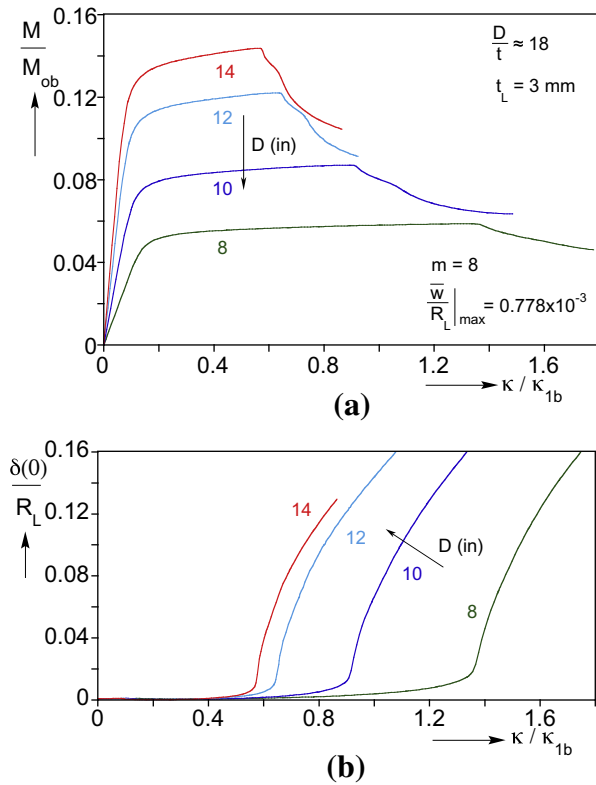 M
M_ob
0.16
0.12
0.08
0.04
0
D/t ≈ 18
t_L = 3 mm
14
12
D (in)
10
8
m = 8
w̅/R_L|max = 0.778x10^-3
0 0.4 0.8 1.2 1.6
κ / κ_1b
(a)
δ(0)
R_L
0.16
0.12
0.08
0.04
0
14
12
D (in)
10
8
0 0.4 0.8 1.2 1.6
κ / κ_1b
(b)